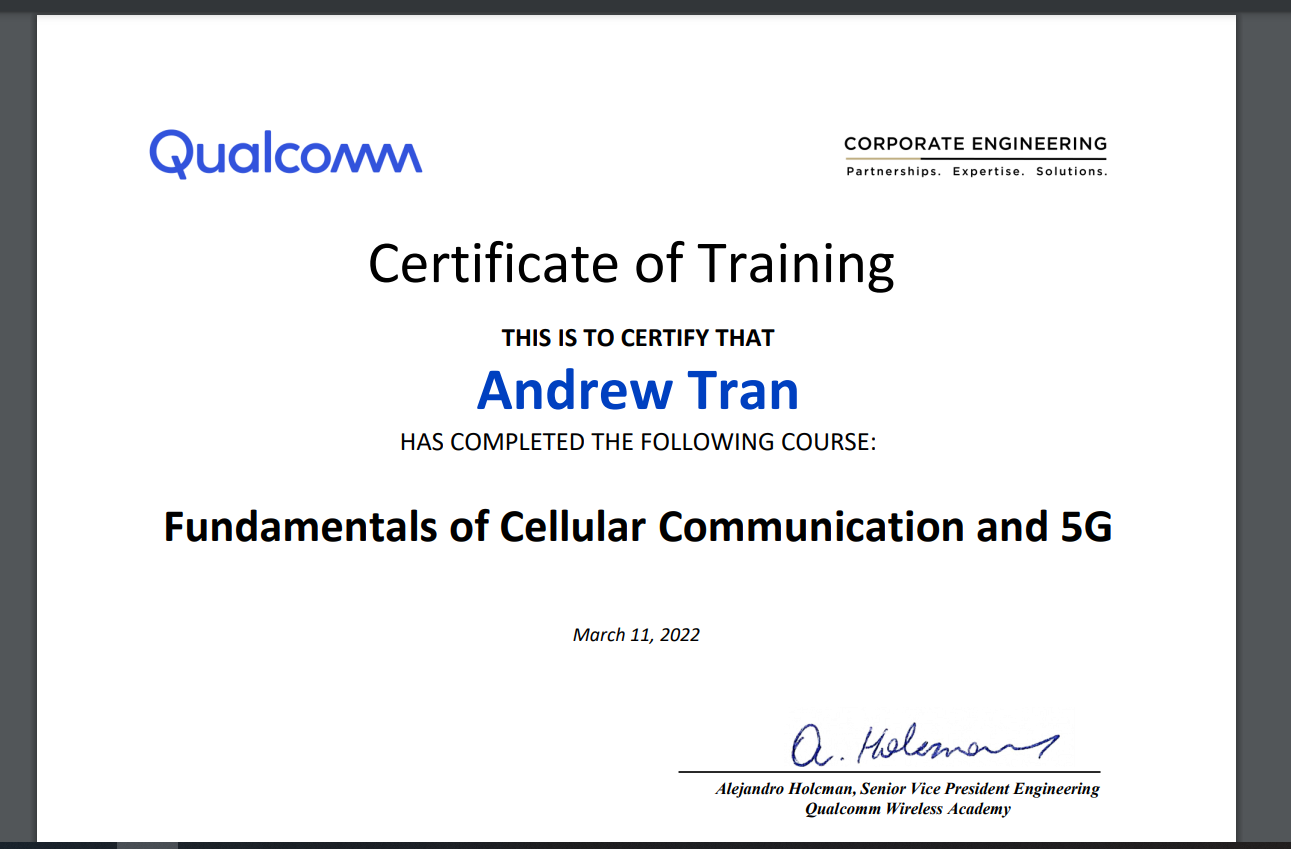 Qualcomm
CORPORATE ENGINEERING
Partnerships. Expertise. Solutions.
Certificate of Training
THIS IS TO CERTIFY THAT
Andrew Tran
HAS COMPLETED THE FOLLOWING COURSE:
Fundamentals of Cellular Communication and 5G
March 11, 2022
A. Holcman
Alejandro Holcman, Senior Vice President Engineering
Qualcomm Wireless Academy